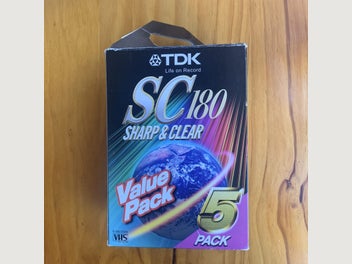 TDK
Life on Record
SC180
SHARP & CLEAR
Value
Pack
5
PACK
VHS